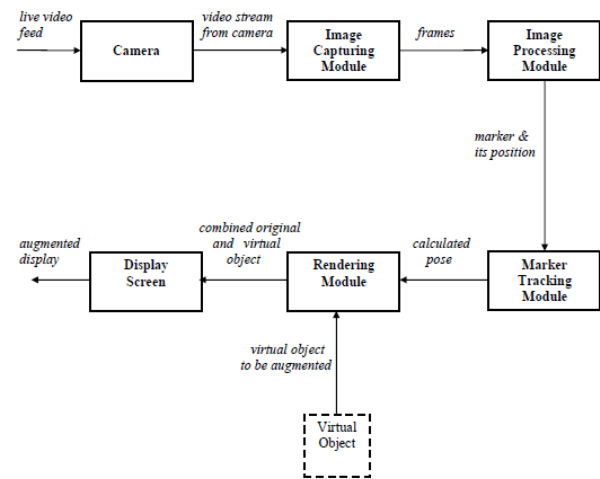 live video
feed
Camera
video stream
from camera
Image
Capturing
Module
frames
Image
Processing
Module
marker &
its position
augmented
display
Display
Screen
combined original
and virtual
object
Rendering
Module
calculated
pose
Marker
Tracking
Module
virtual object
to be augmented
Virtual
Object